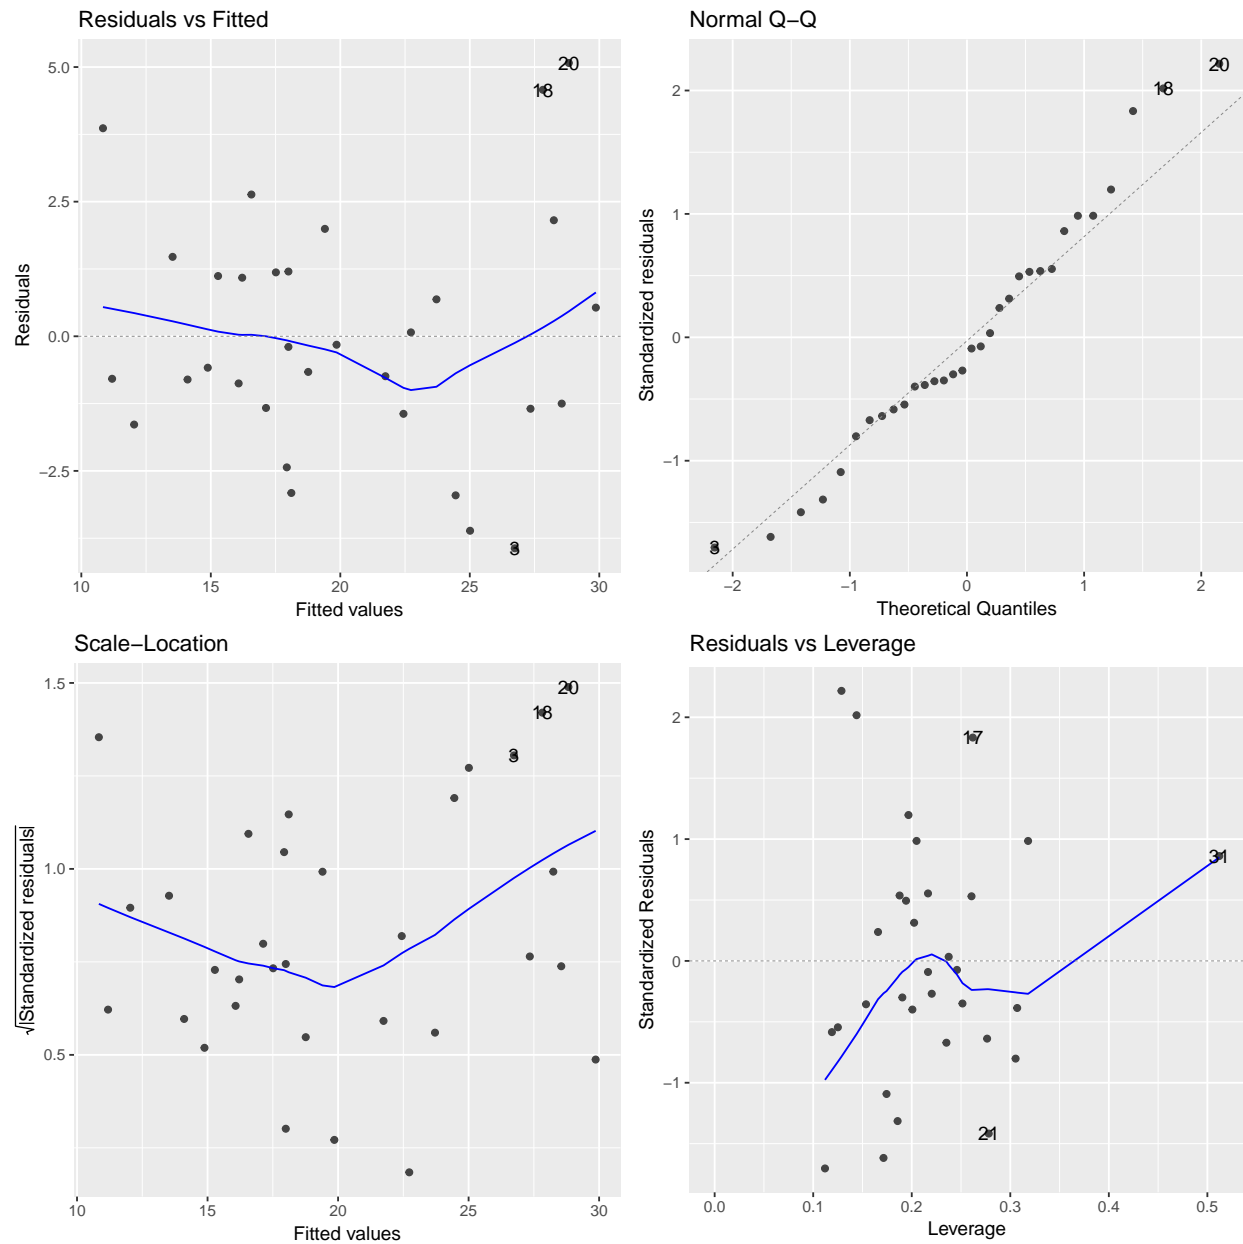 Residuals vs Fitted
5.0
2.5
0.0
−2.5
10 15 20 25 30
Fitted values
Residuals
20
18
3
Normal Q−Q
2
1
0
−1
−2 −1 0 1 2
Theoretical Quantiles
Standardized residuals
20
18
3
Scale−Location
1.5
1.0
0.5
10 15 20 25 30
Fitted values
√|Standardized residuals|
20
18
3
Residuals vs Leverage
2
1
0
−1
0.0 0.1 0.2 0.3 0.4 0.5
Leverage
Standardized Residuals
17
31
21